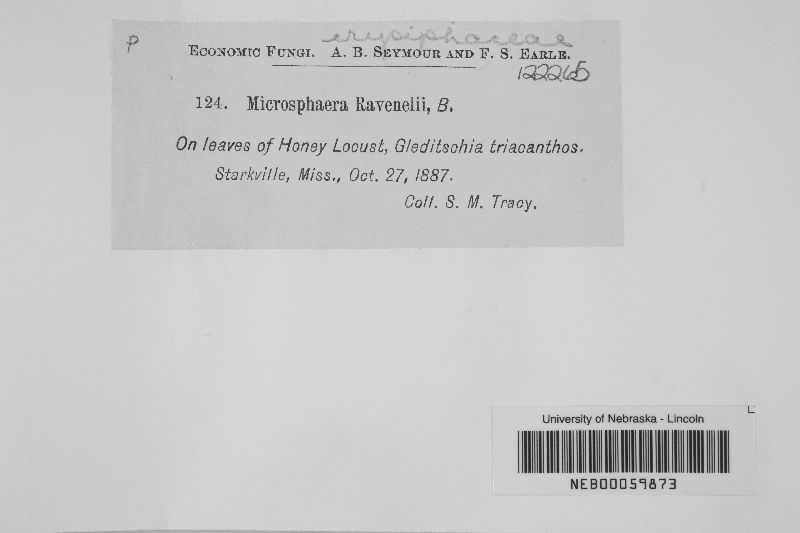 P
erysiphaceae
ECONOMIC FUNGI. A. B. SEYMOUR AND F. S. EARLE.
122265
124. Microsphaera Ravenelii, B.
On leaves of Honey Locust, Gleditschia triacanthos.
Starkville, Miss., Oct. 27, 1887.
Coll. S. M. Tracy.
University of Nebraska - Lincoln
NEB00059873